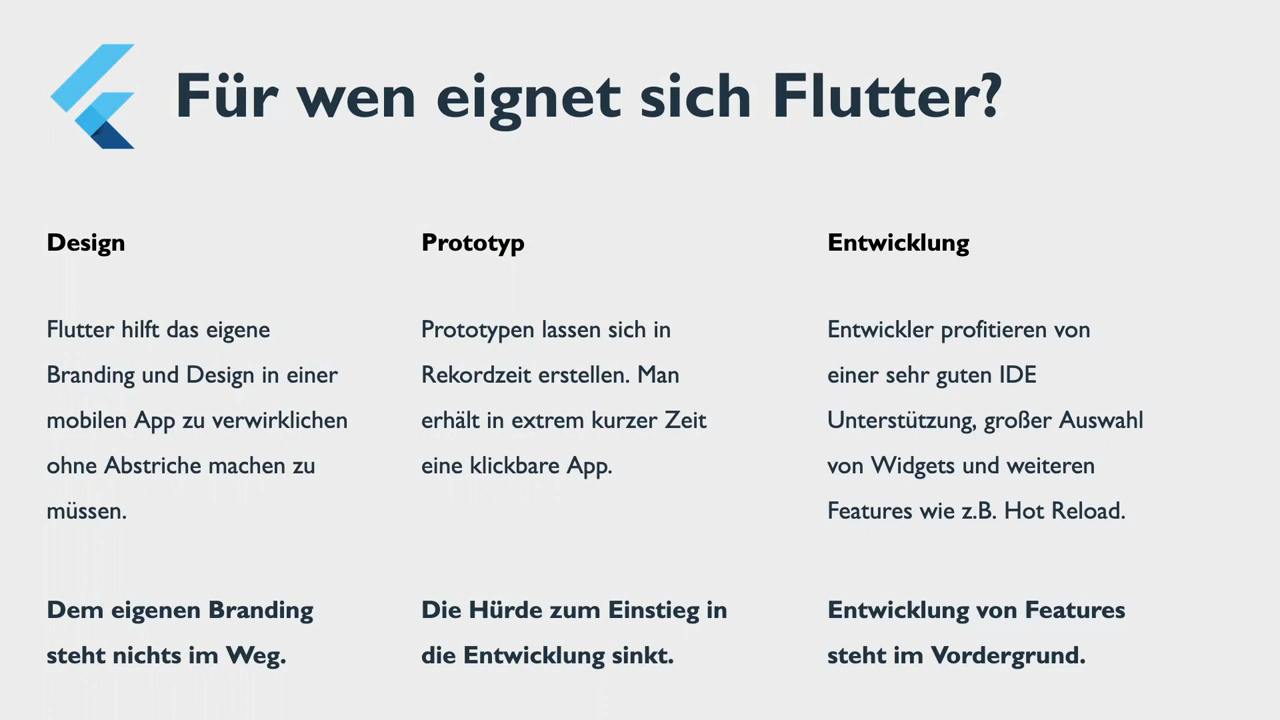 Für wen eignet sich Flutter?
Design
Flutter hilft das eigene
Branding und Design in einer
mobilen App zu verwirklichen
ohne Abstriche machen zu
müssen.
Dem eigenen Branding
steht nichts im Weg.
Prototyp
Prototypen lassen sich in
Rekordzeit erstellen. Man
erhält in extrem kurzer Zeit
eine klickbare App.
Die Hürde zum Einstieg in
die Entwicklung sinkt.
Entwicklung
Entwickler profitieren von
einer sehr guten IDE
Unterstützung, großer Auswahl
von Widgets und weiteren
Features wie z.B. Hot Reload.
Entwicklung von Features
steht im Vordergrund.